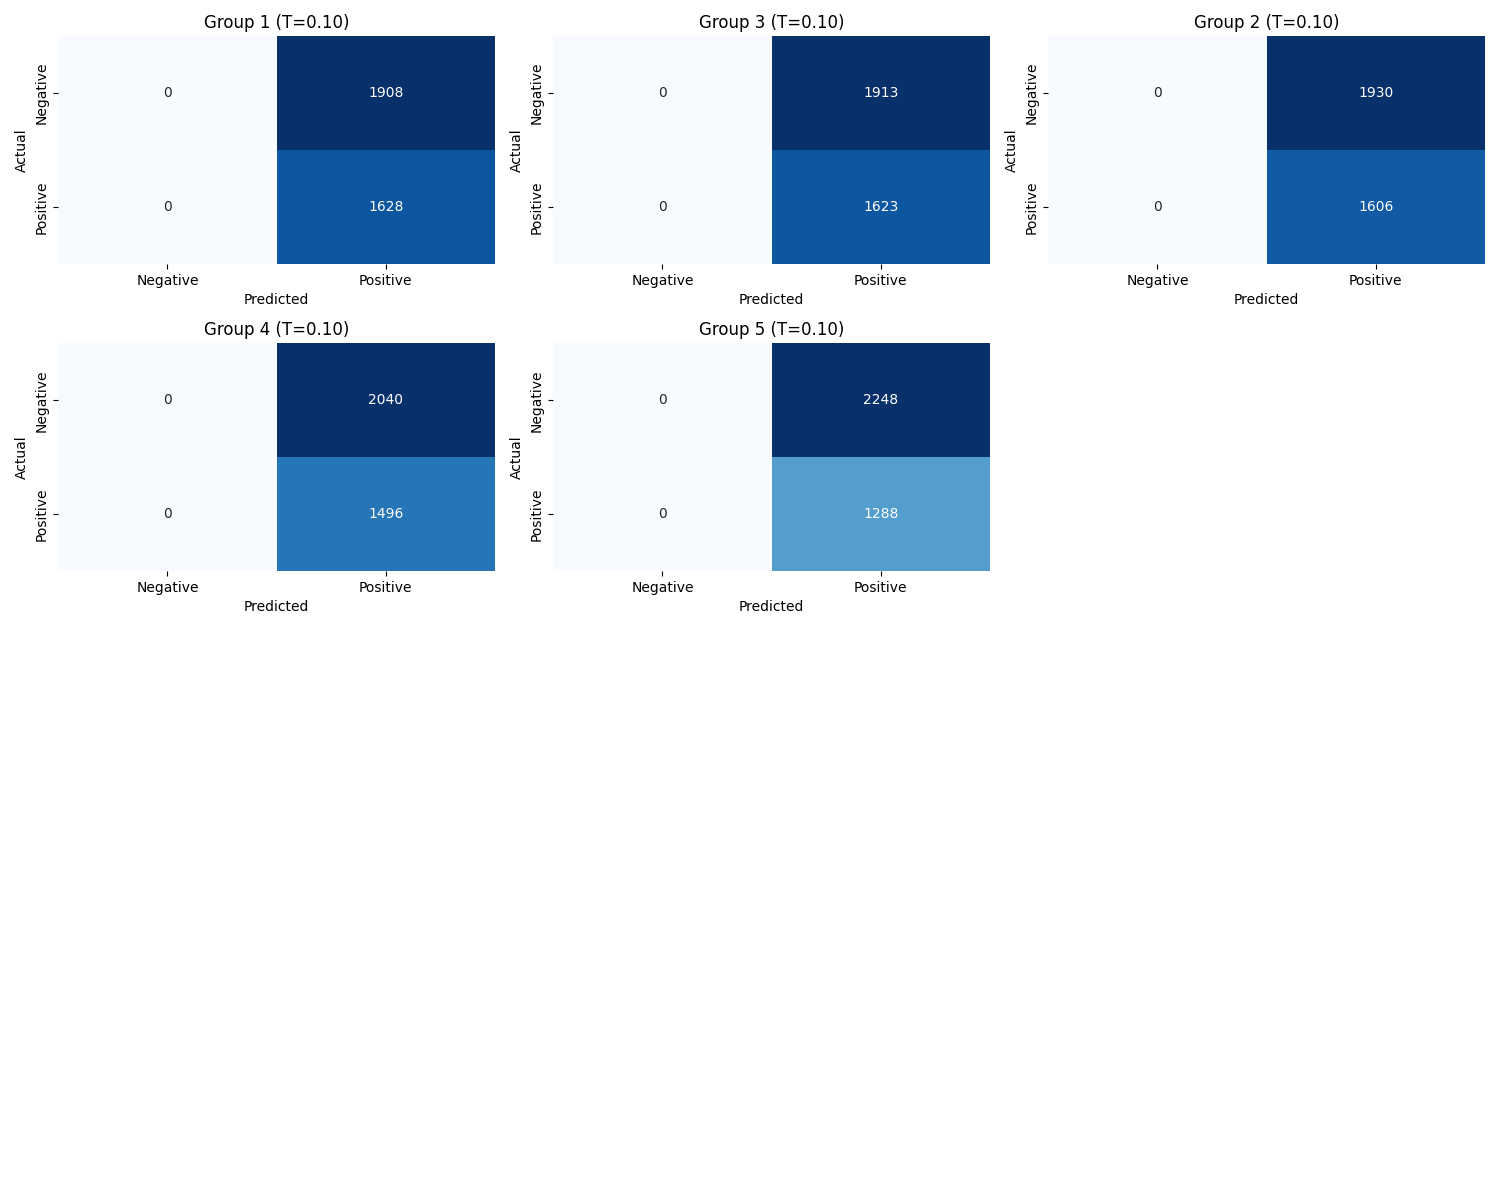 Group 1 (T=0.10)
Actual
Negative
Positive
0
1908
0
1628
Negative
Positive
Predicted
Group 3 (T=0.10)
Actual
Negative
Positive
0
1913
0
1623
Negative
Positive
Predicted
Group 2 (T=0.10)
Actual
Negative
Positive
0
1930
0
1606
Negative
Positive
Predicted
Group 4 (T=0.10)
Actual
Negative
Positive
0
2040
0
1496
Negative
Positive
Predicted
Group 5 (T=0.10)
Actual
Negative
Positive
0
2248
0
1288
Negative
Positive
Predicted